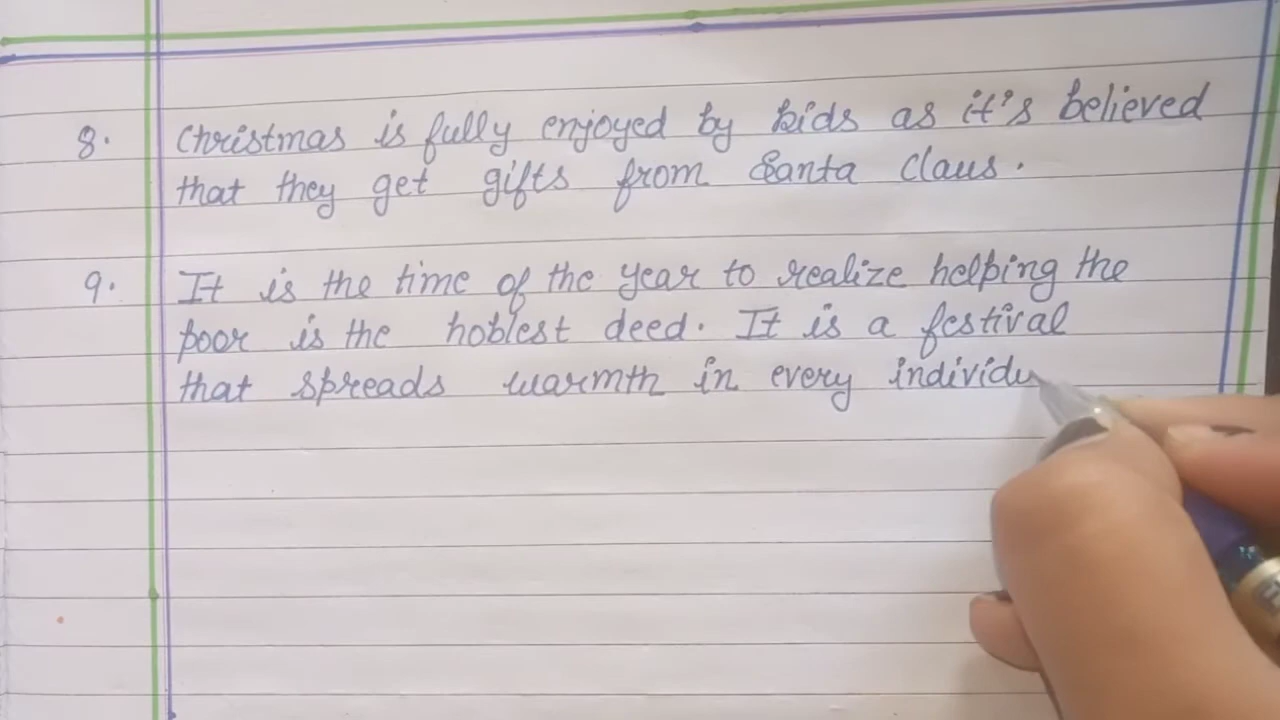 8. Christmas is fully enjoyed by kids as it's believed
that they get gifts from Santa Claus.
9. It is the time of the year to realize helping the
poor is the noblest deed. It is a festival
that spreads warmth in every individu